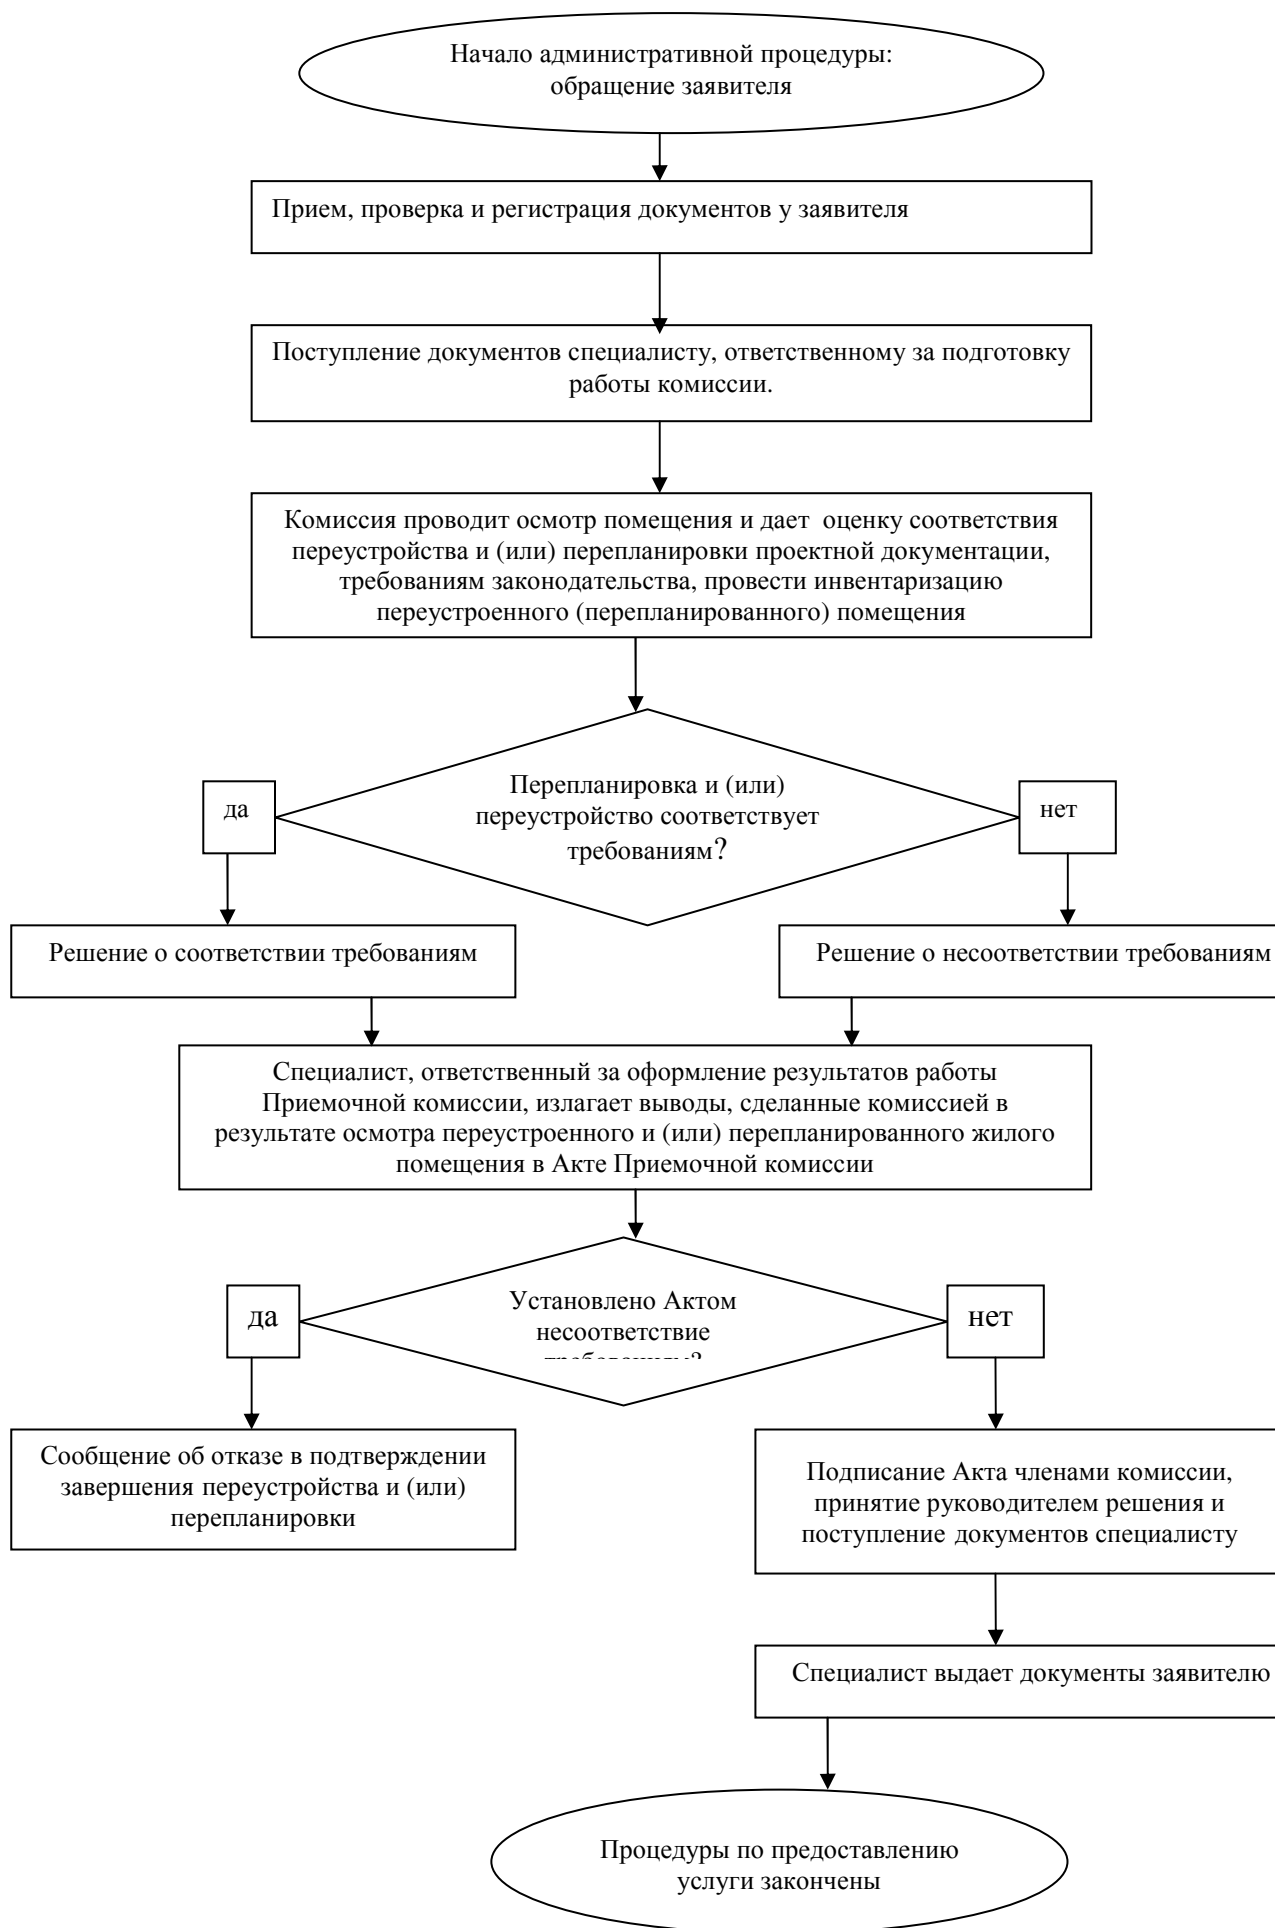 Начало административной процедуры:
обращение заявителя
Прием, проверка и регистрация документов у заявителя
Поступление документов специалисту, ответственному за подготовку
работы комиссии.
Комиссия проводит осмотр помещения и дает  оценку соответствия
переустройства и (или) перепланировки проектной документации,
требованиям законодательства, провести инвентаризацию
переустроенного (перепланированного) помещения
Перепланировка и (или)
переустройство соответствует
требованиям?
да
нет
Решение о соответствии требованиям
Решение о несоответствии требованиям
Специалист, ответственный за оформление результатов работы
Приемочной комиссии, излагает выводы, сделанные комиссией в
результате осмотра переустроенного и (или) перепланированного жилого
помещения в Акте Приемочной комиссии
Установлено Актом
несоответствие
да
нет
Сообщение об отказе в подтверждении
завершения переустройства и (или)
перепланировки
Подписание Акта членами комиссии,
принятие руководителем решения и
поступление документов специалисту
Специалист выдает документы заявителю
Процедуры по предоставлению
услуги закончены